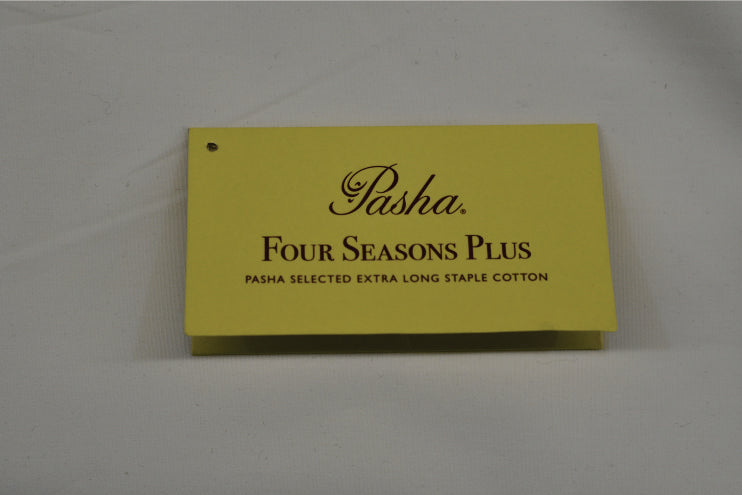 Pasha®
FOUR SEASONS PLUS
PASHA SELECTED EXTRA LONG STAPLE COTTON